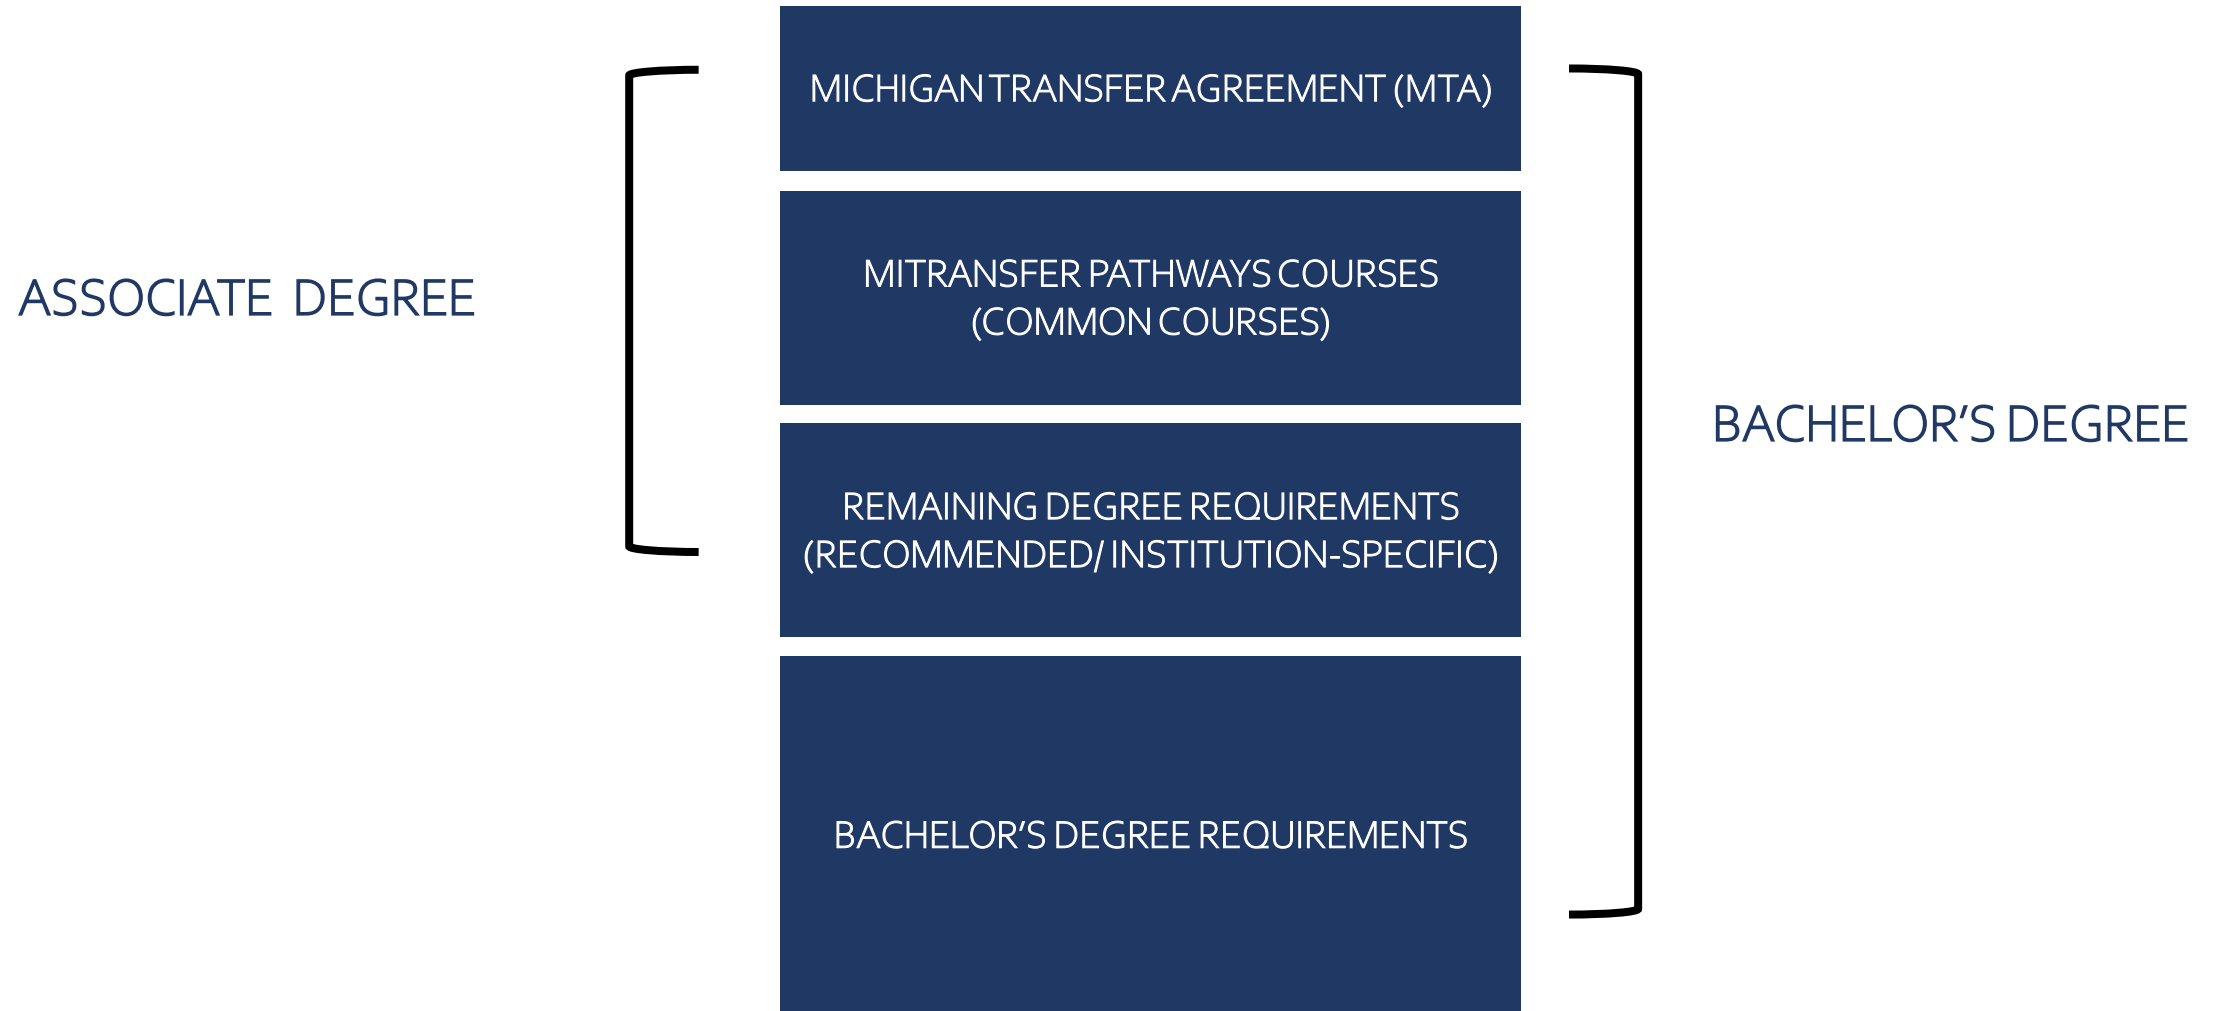 MICHIGAN TRANSFER AGREEMENT (MTA)
ASSOCIATE DEGREE
MITRANSFER PATHWAYS COURSES
(COMMON COURSES)
BACHELOR’S DEGREE
REMAINING DEGREE REQUIREMENTS
(RECOMMENDED/ INSTITUTION-SPECIFIC)
BACHELOR’S DEGREE REQUIREMENTS